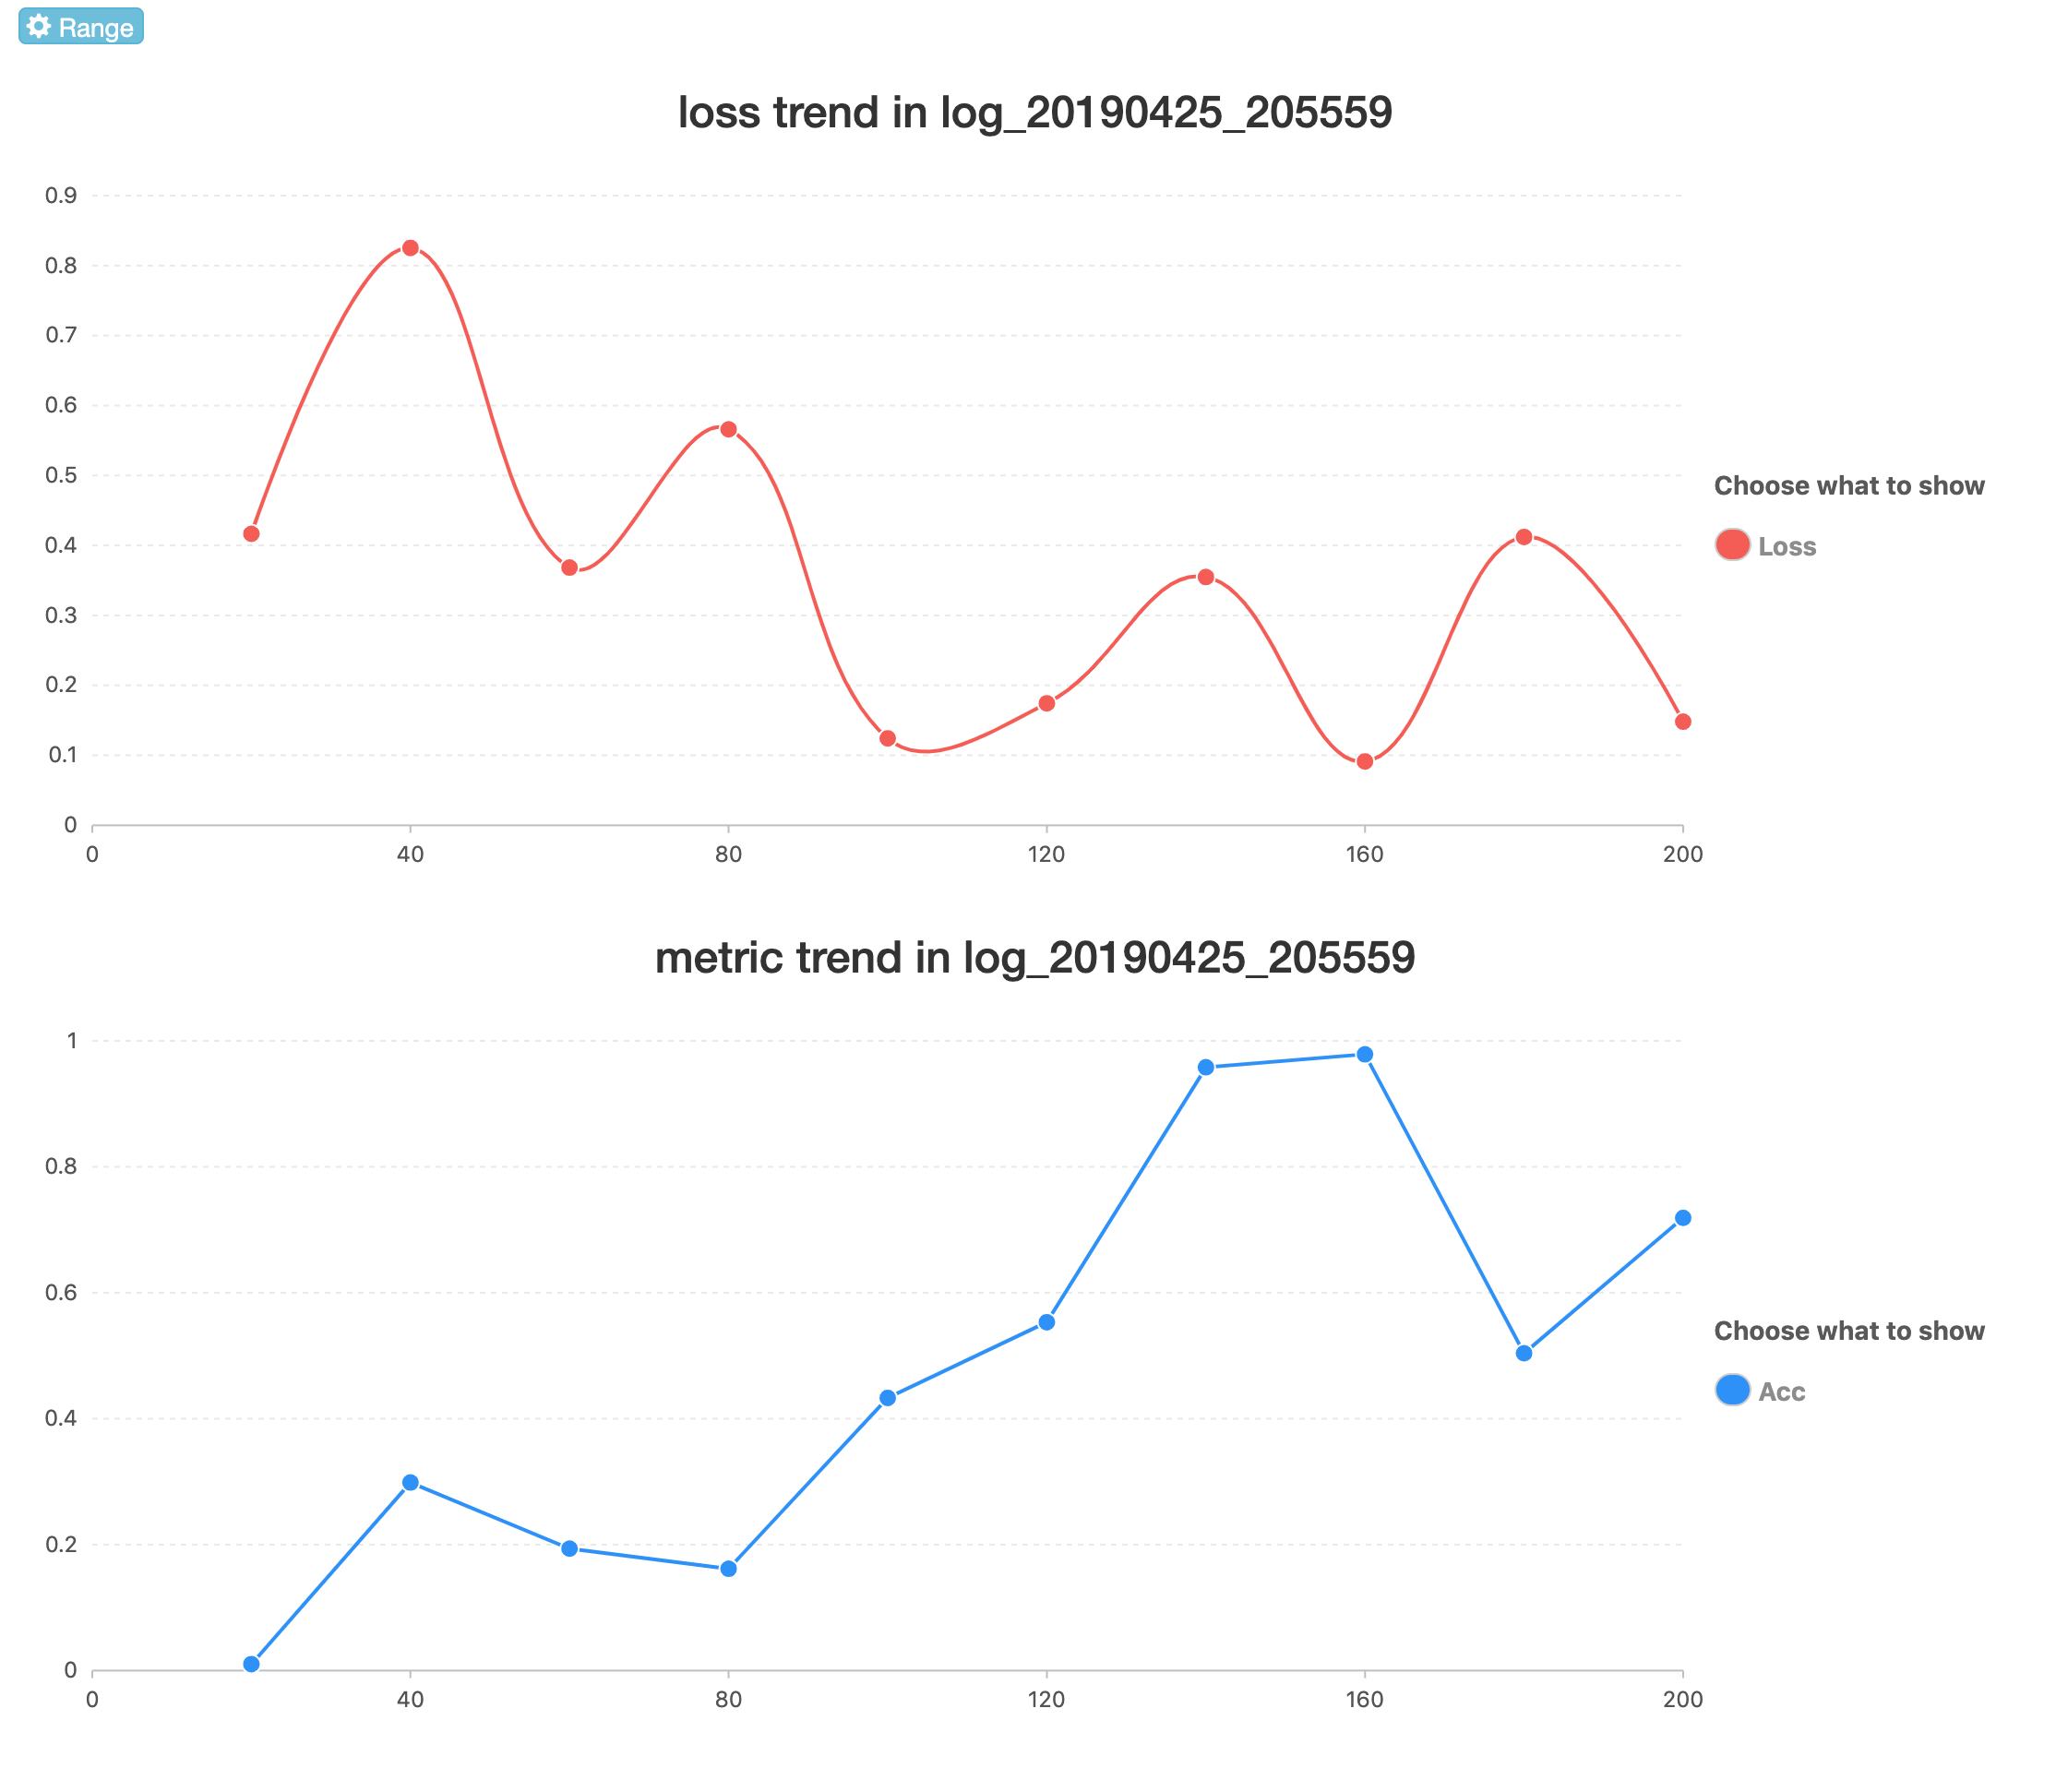 Range
loss trend in log_20190425_205559
0.9
0.8
0.7
0.6
0.5
Choose what to show
0.4
Loss
0.3
0.2
0.1
0
0 40 80 120 160 200
metric trend in log_20190425_205559
1
0.8
0.6
Choose what to show
Acc
0.4
0.2
0
0 40 80 120 160 200